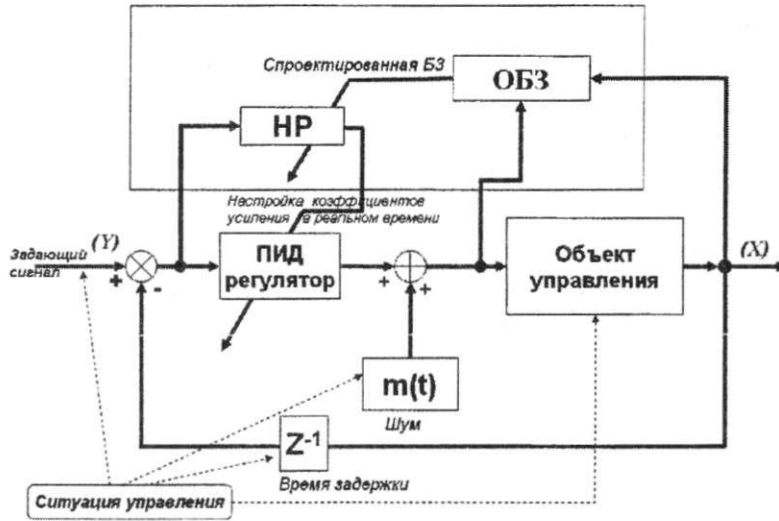 Спроектированная БЗ
ОБЗ
НР
Настройка коэффициентов
усиления в реальном времени
Задающий
сигнал
(Y)
+
-
ПИД
регулятор
+
+
Объект
управления
(X)
m(t)
Шум
Z-1
Время задержки
Ситуация управления